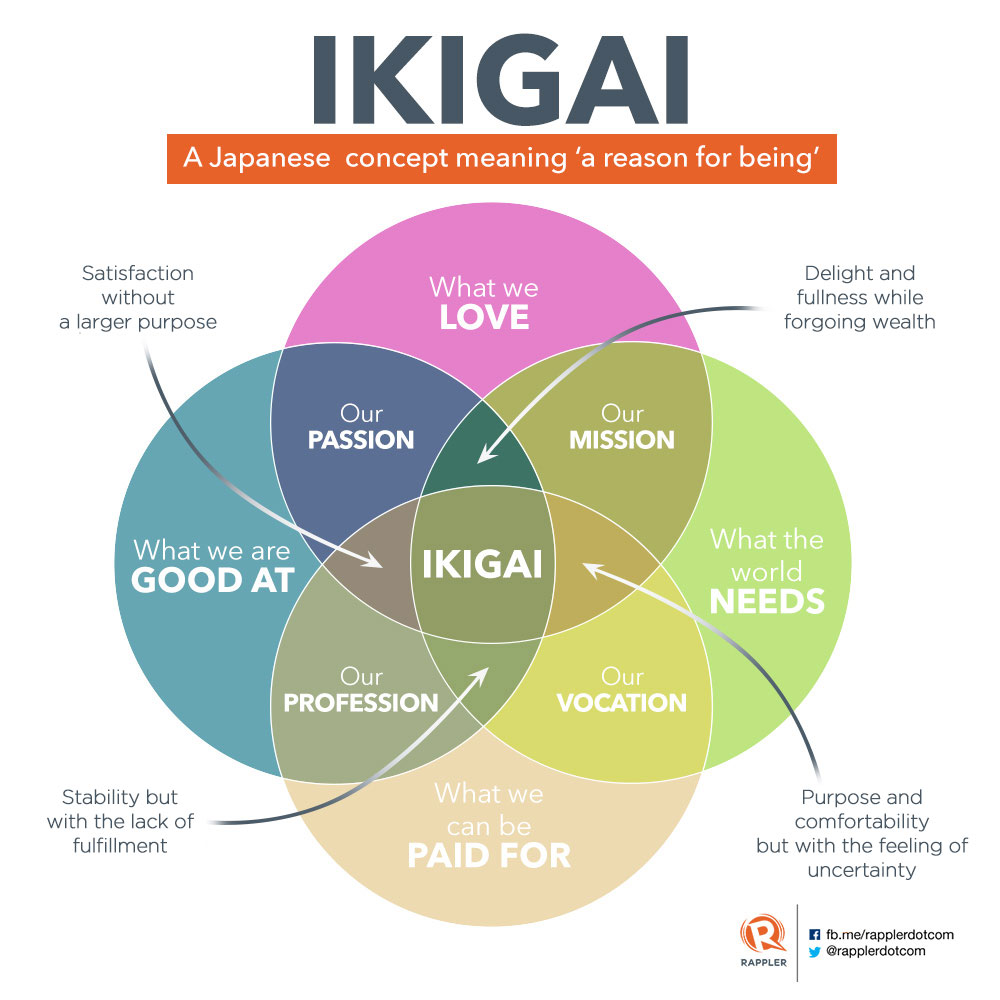 IKIGAI
A Japanese concept meaning ‘a reason for being’
Satisfaction
without
a larger purpose
Delight and
fullness while
forgoing wealth
What we
LOVE
Our
PASSION
Our
MISSION
What we are
GOOD AT
IKIGAI
What the
world
NEEDS
Our
PROFESSION
Our
VOCATION
Stability but
with the lack of
fulfillment
What we
can be
PAID FOR
Purpose and
comfortability
but with the feeling of
uncertainty
R
RAPPLER
f fb.me/rapplerdotcom
@rapplerdotcom